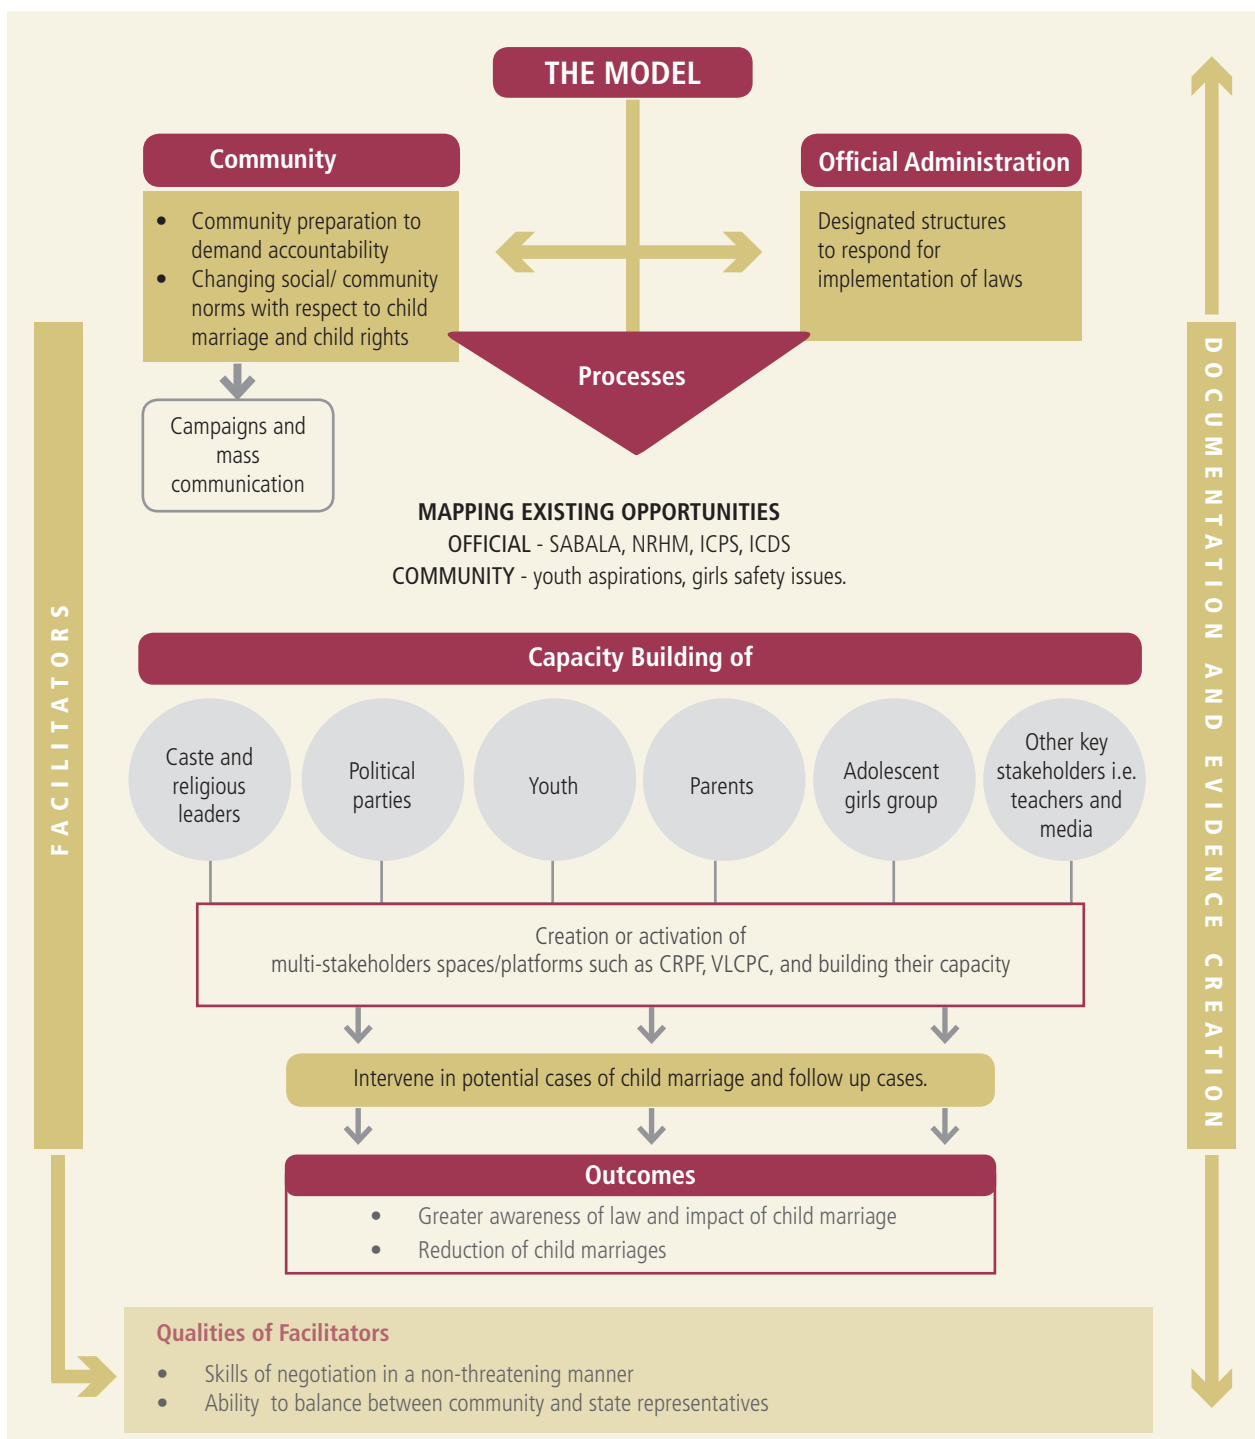 THE MODEL
Community
• Community preparation to
demand accountability
• Changing social/ community
norms with respect to child
marriage and child rights
Official Administration
Designated structures
to respond for
implementation of laws
Campaigns and
mass
communication
Processes
MAPPING EXISTING OPPORTUNITIES
OFFICIAL - SABALA, NRHM, ICPS, ICDS
COMMUNITY - youth aspirations, girls safety issues.
FACILITATORS
DOCUMENTATION AND EVIDENCE CREATION
Capacity Building of
Caste and
religious
leaders
Political
parties
Youth
Parents
Adolescent
girls group
Other key
stakeholders i.e.
teachers and
media
Creation or activation of
multi-stakeholders spaces/platforms such as CRPF, VLCPC, and building their capacity
Intervene in potential cases of child marriage and follow up cases.
Outcomes
• Greater awareness of law and impact of child marriage
• Reduction of child marriages
Qualities of Facilitators
• Skills of negotiation in a non-threatening manner
• Ability to balance between community and state representatives